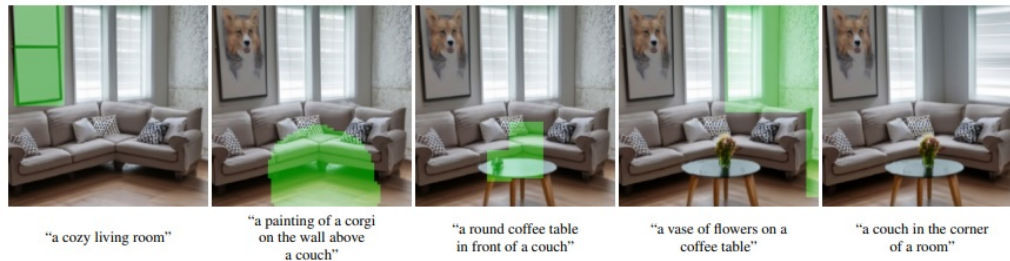 “a cozy living room”
“a painting of a corgi
on the wall above
a couch”
“a round coffee table
in front of a couch”
“a vase of flowers on a
coffee table”
“a couch in the corner
of a room”